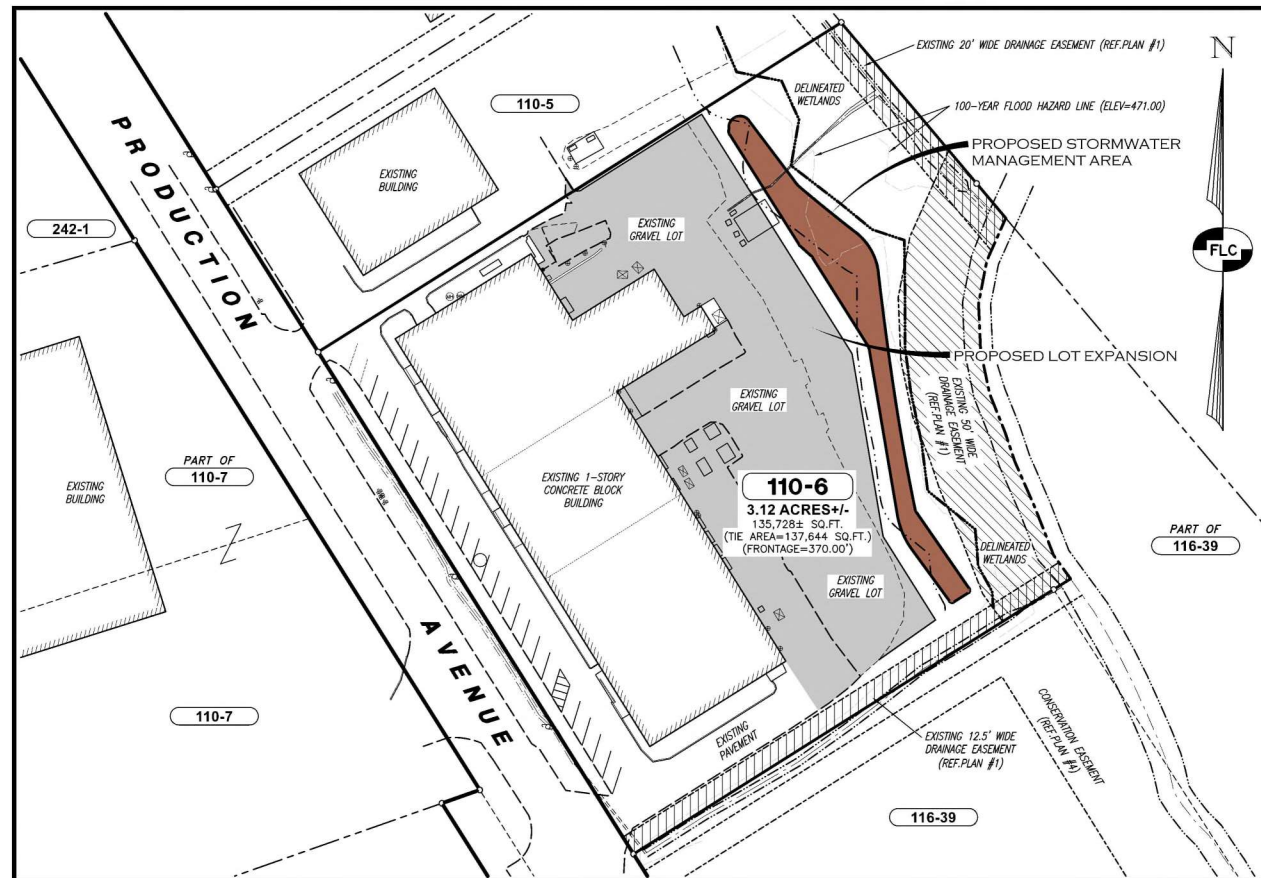 EXISTING 20' WIDE DRAINAGE EASEMENT (REF.PLAN #1)
N
110-5
DELINEATED
WETLANDS
100-YEAR FLOOD HAZARD LINE (ELEV=471.00)
PRODUCTION
PROPOSED STORMWATER
MANAGEMENT AREA
EXISTING
BUILDING
242-1
EXISTING
GRAVEL LOT
FLC
PROPOSED LOT EXPANSION
EXISTING
GRAVEL LOT
EXISTING 50' WIDE
DRAINAGE EASEMENT
(REF.PLAN #1)
PART OF
110-7
EXISTING
BUILDING
EXISTING 1-STORY
CONCRETE BLOCK
BUILDING
110-6
3.12 ACRES+/-
135,728± SQ.FT.
(TIE AREA=137,644 SQ.FT.)
(FRONTAGE=370.00')
PART OF
116-39
DELINEATED
WETLANDS
EXISTING
GRAVEL LOT
AVENUE
110-7
EXISTING
PAVEMENT
EXISTING 12.5' WIDE
DRAINAGE EASEMENT
(REF.PLAN #1)
CONSERVATION EASEMENT
(REF.PLAN #4)
116-39